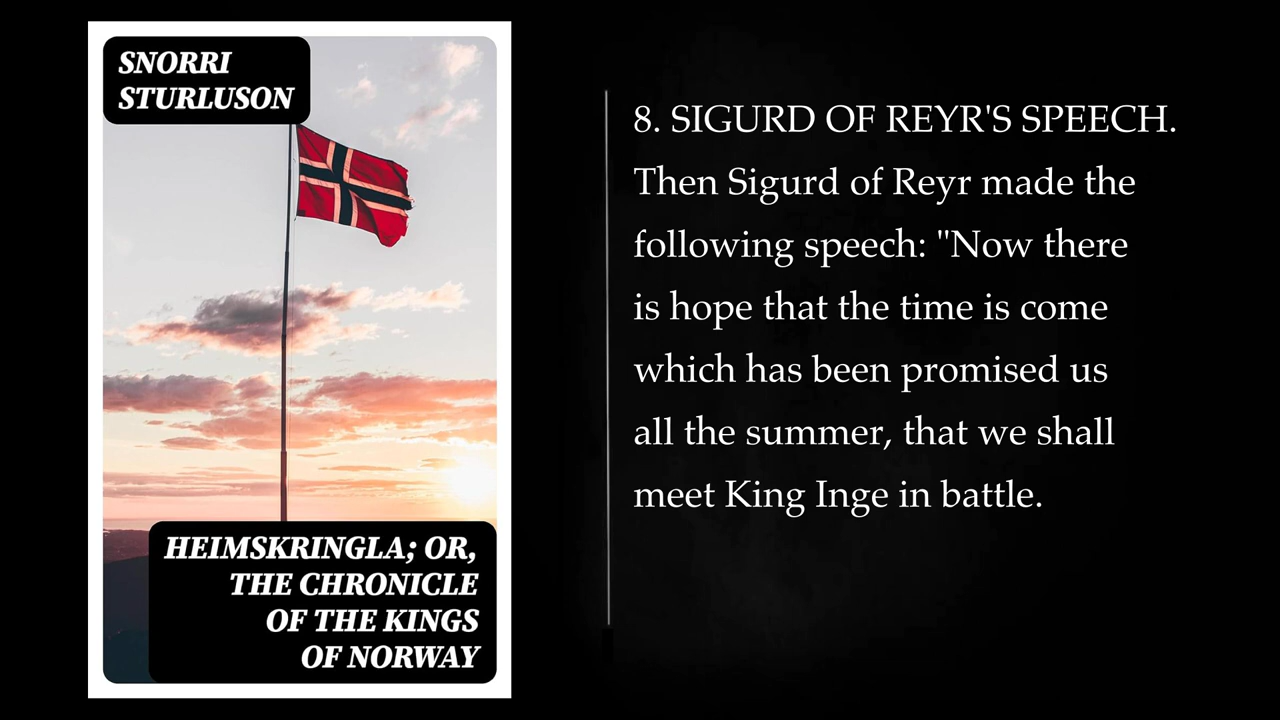 SNORRI
STURLUSON
HEIMSKRINGLA; OR,
THE CHRONICLE
OF THE KINGS
OF NORWAY
8. SIGURD OF REYR'S SPEECH.
Then Sigurd of Reyr made the
following speech: "Now there
is hope that the time is come
which has been promised us
all the summer, that we shall
meet King Inge in battle.